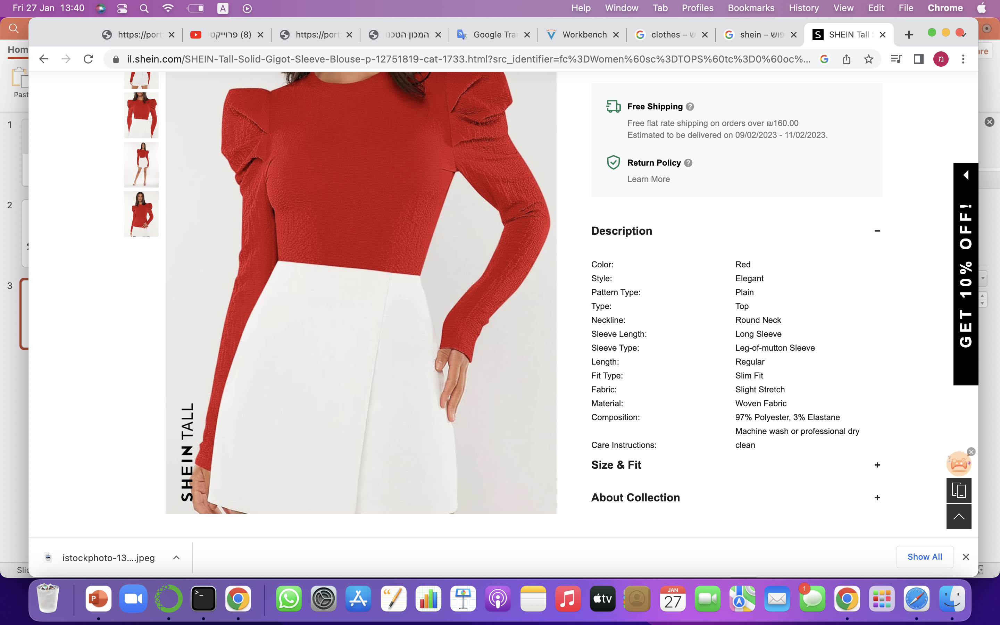 Fri 27 Jan 13:40
A
Help Window Tab Profiles Bookmarks History View Edit File Chrome
https://port
(8) פרוייקט
https://port
המכון הטכנ
Google Tra
Workbench
clothes –
shein –
SHEIN Tall
il.shein.com/SHEIN-Tall-Solid-Gigot-Sleeve-Blouse-p-12751819-cat-1733.html?src_identifier=fc%3DWomen%60sc%3DTOPS%60tc%3D0%60oc%...
מ
1
2
3
SHEIN TALL
Free Shipping ?
Free flat rate shipping on orders over ₪160.00
Estimated to be delivered on 09/02/2023 - 11/02/2023.
Return Policy ?
Learn More
GET 10% OFF!
Description
Color: Red
Style: Elegant
Pattern Type: Plain
Type: Top
Neckline: Round Neck
Sleeve Length: Long Sleeve
Sleeve Type: Leg-of-mutton Sleeve
Length: Regular
Fit Type: Slim Fit
Fabric: Slight Stretch
Material: Woven Fabric
Composition: 97% Polyester, 3% Elastane
Machine wash or professional dry
Care Instructions: clean
Size & Fit
About Collection
istockphoto-13....jpeg
Show All
P
tv
JAN
27
1